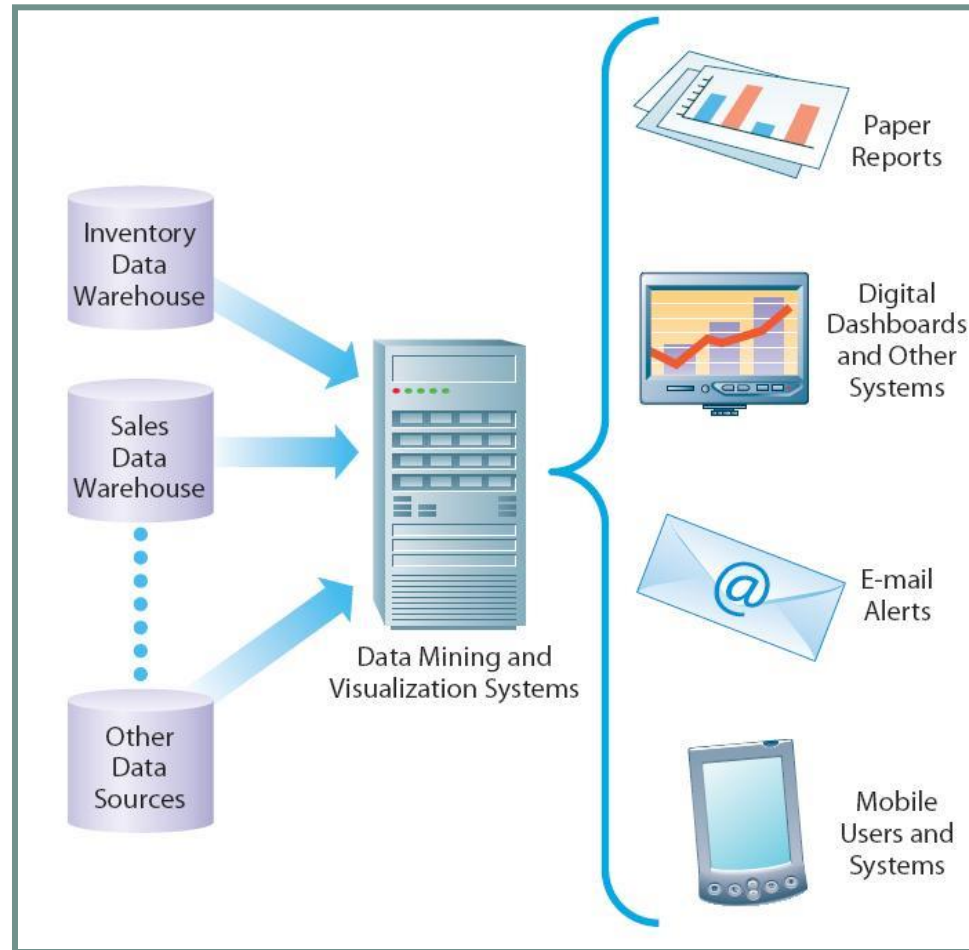 Inventory
Data
Warehouse
Sales
Data
Warehouse
Other
Data
Sources
Data Mining and
Visualization Systems
Paper
Reports
Digital
Dashboards
and Other
Systems
@
E-mail
Alerts
Mobile
Users and
Systems